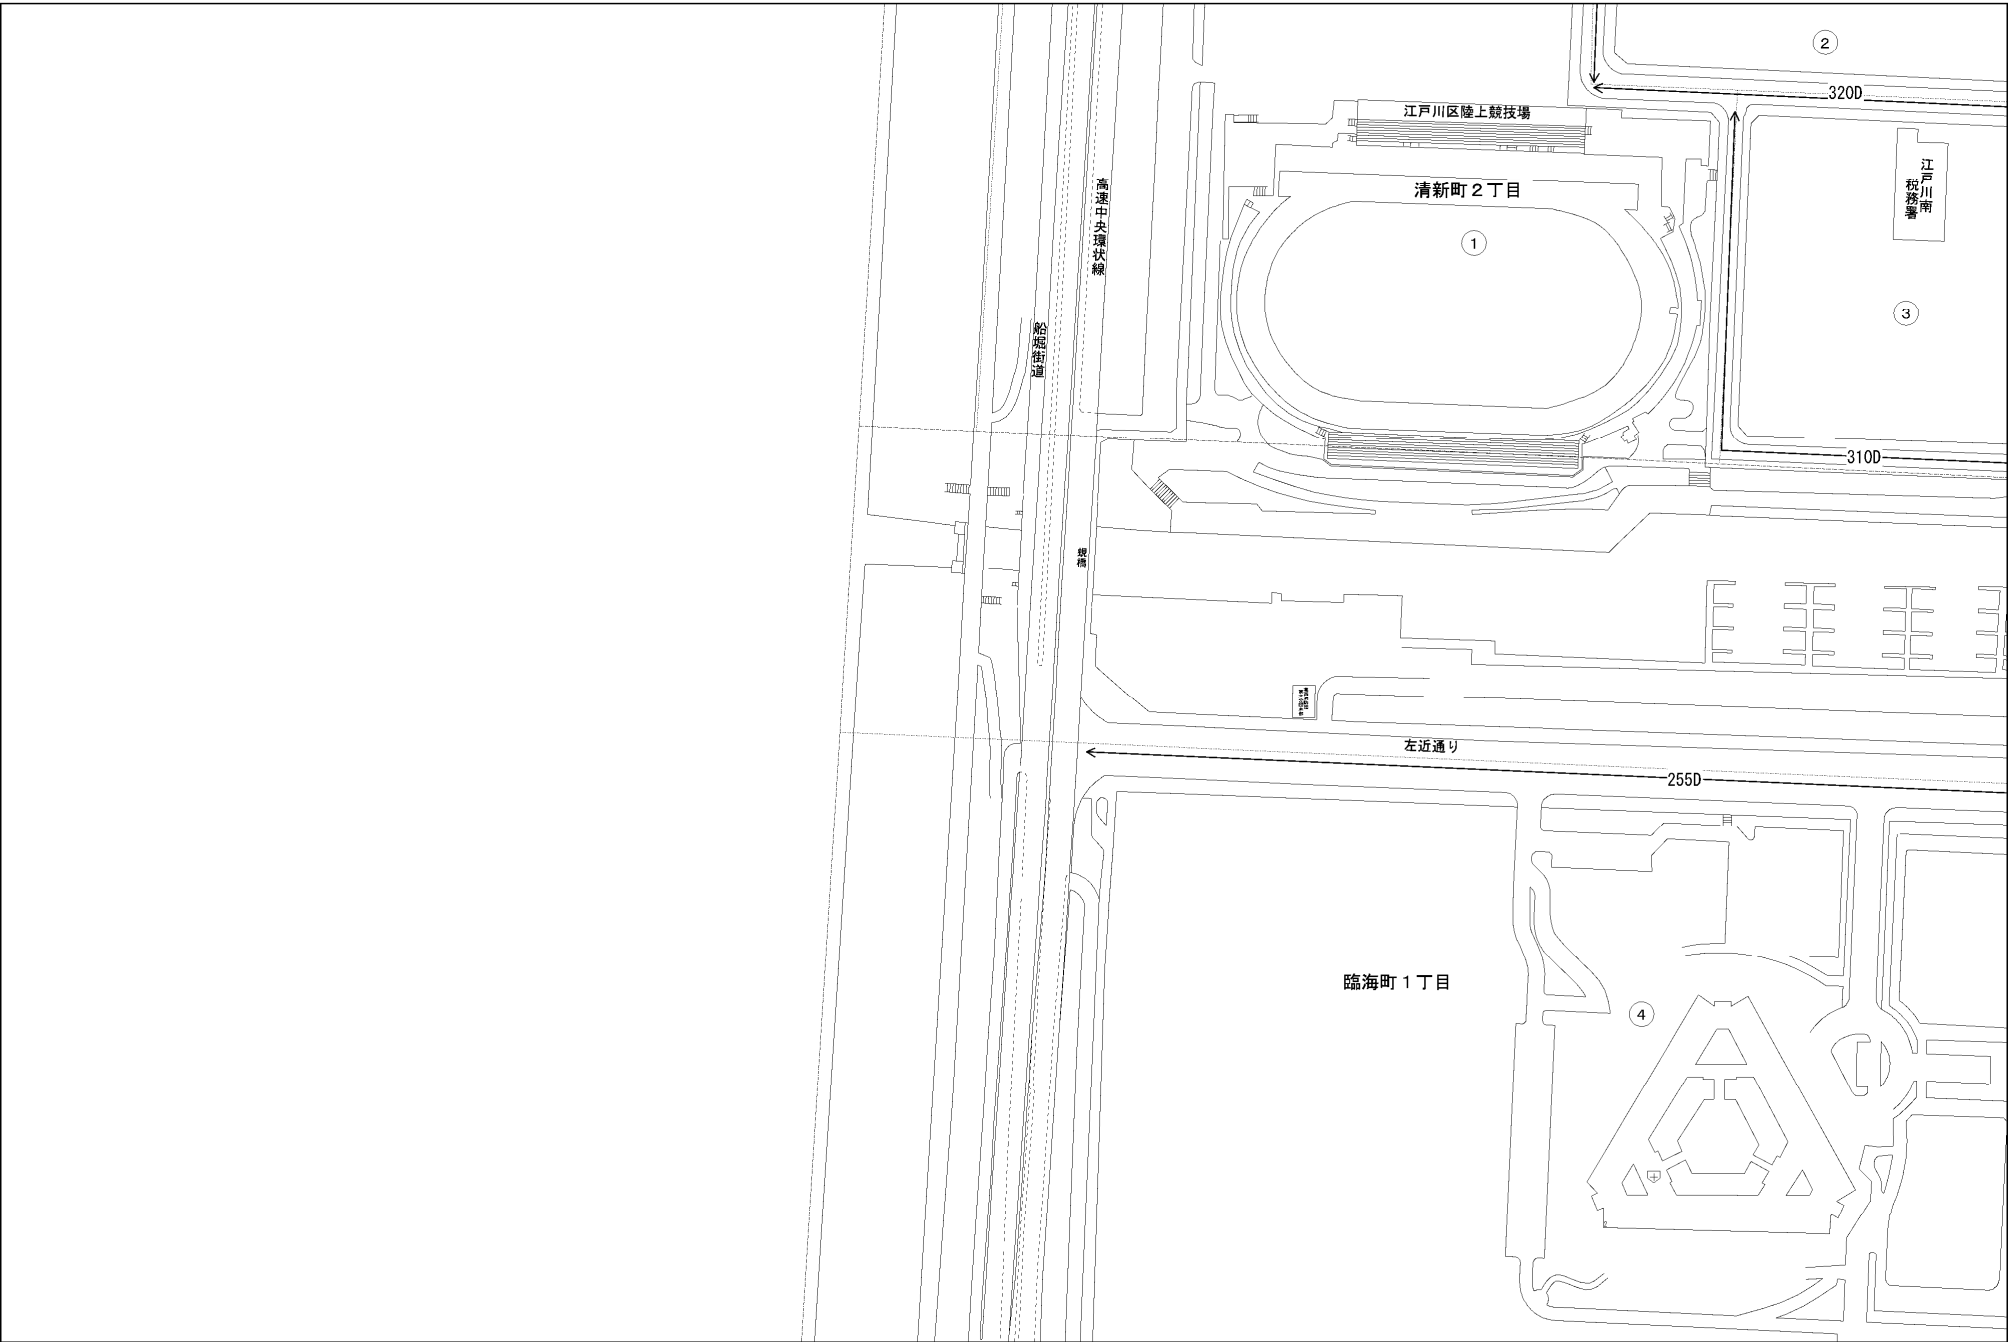 ②
320D
江戸川区陸上競技場
清新町２丁目
①
江戸川南
税務署
③
高速中央環状線
船堀街道
310D
左近通り
255D
臨海町１丁目
④